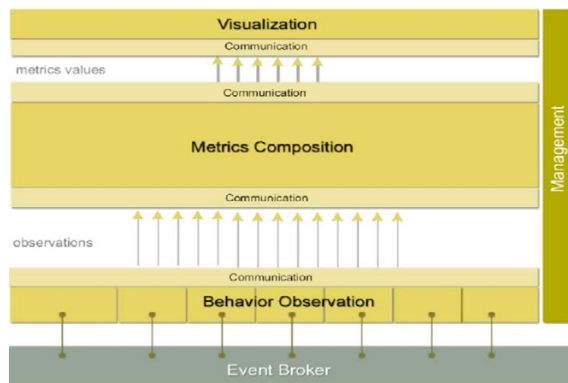 Visualization
Communication
metrics values
Communication
Metrics Composition
Communication
observations
Communication
Behavior Observation
Event Broker
Management